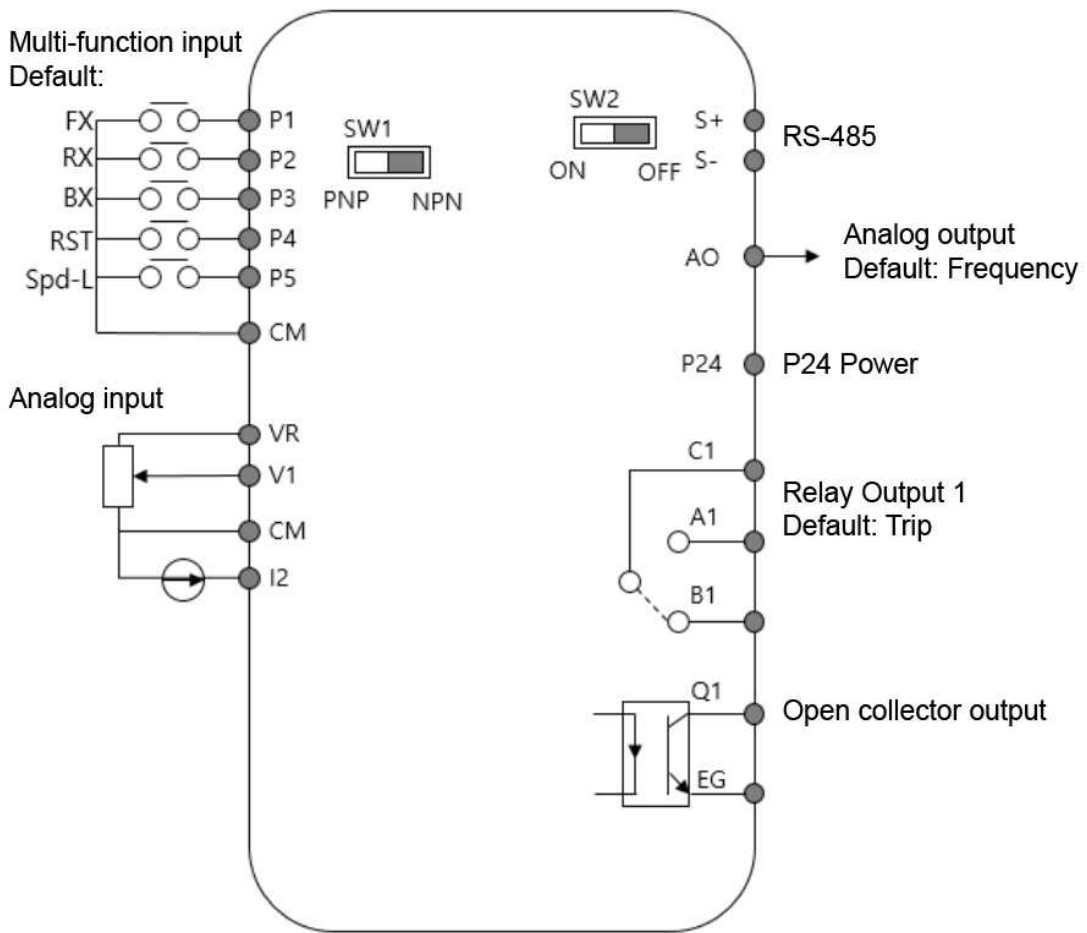 Multi-function input
Default:
FX
P1
RX
P2
BX
P3
RST
P4
Spd-L
P5
CM
SW1
PNP
NPN
SW2
ON
OFF
S+
S-
RS-485
AO
Analog output
Default: Frequency
P24
P24 Power
Analog input
VR
V1
CM
I2
C1
A1
B1
Relay Output 1
Default: Trip
Q1
EG
Open collector output